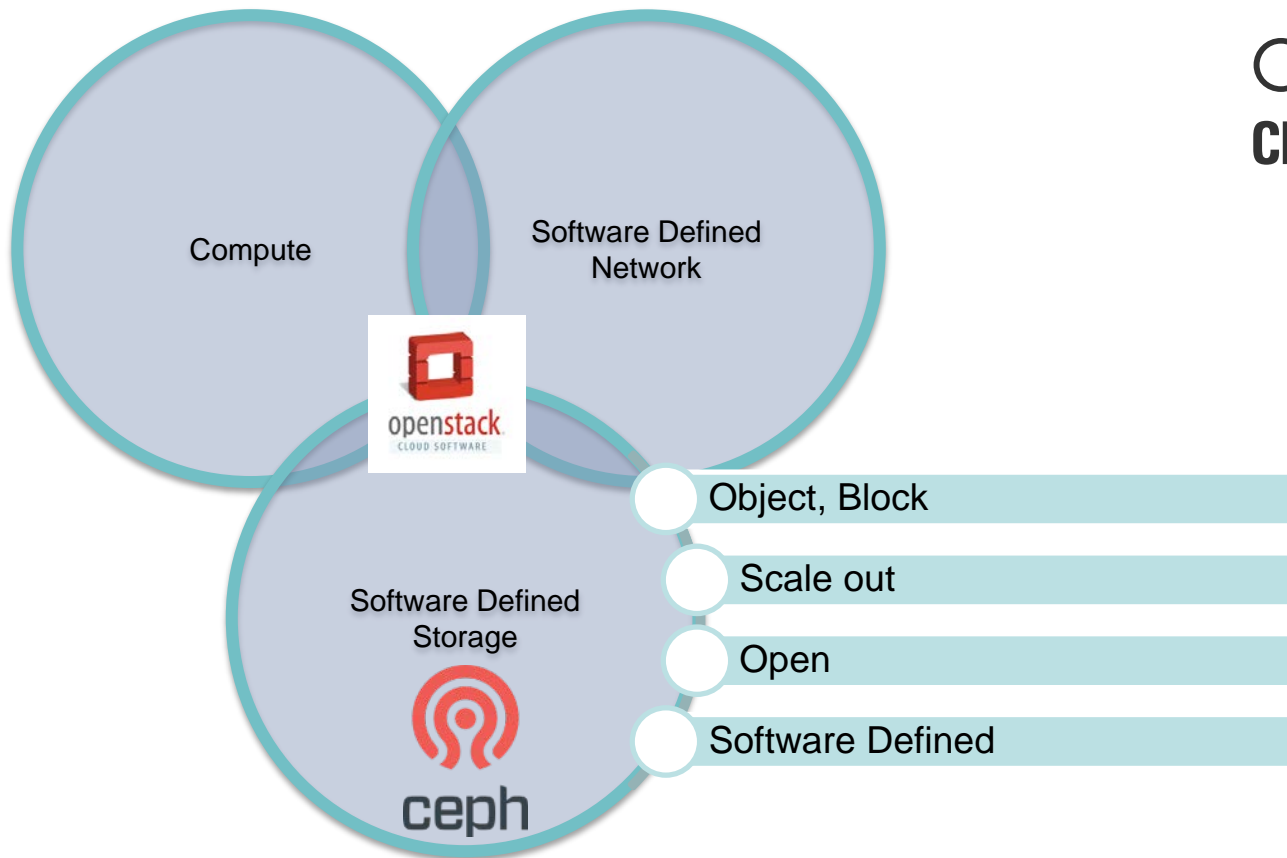 Compute
Software Defined
Network
openstack
CLOUD SOFTWARE
Object, Block
Scale out
Software Defined
Storage
Open
Software Defined
ceph